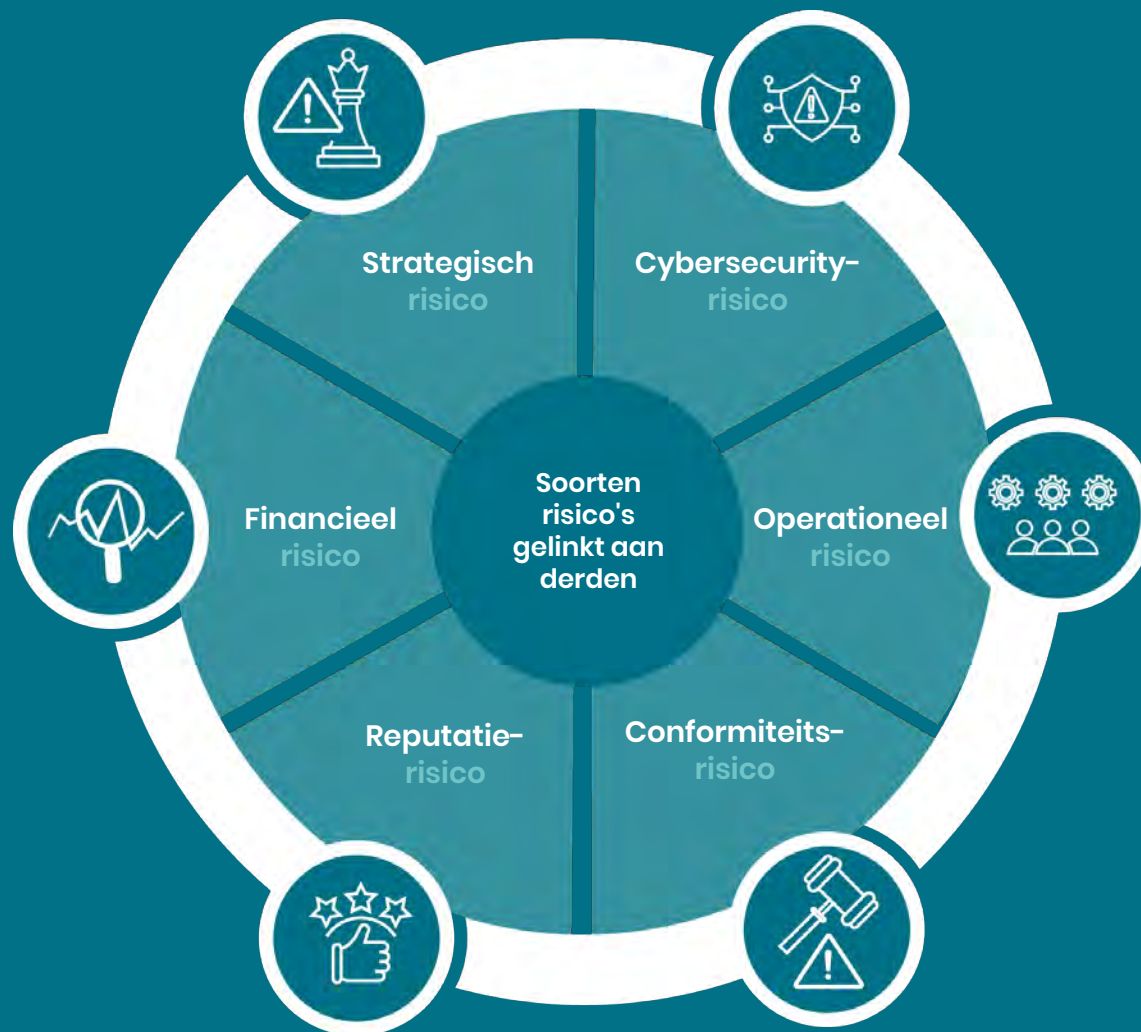 Strategisch
risico
Cybersecurity-
risico
Financieel
risico
Soorten
risico's
gelinkt aan
derden
Operationeel
risico
Reputatie-
risico
Conformiteits-
risico